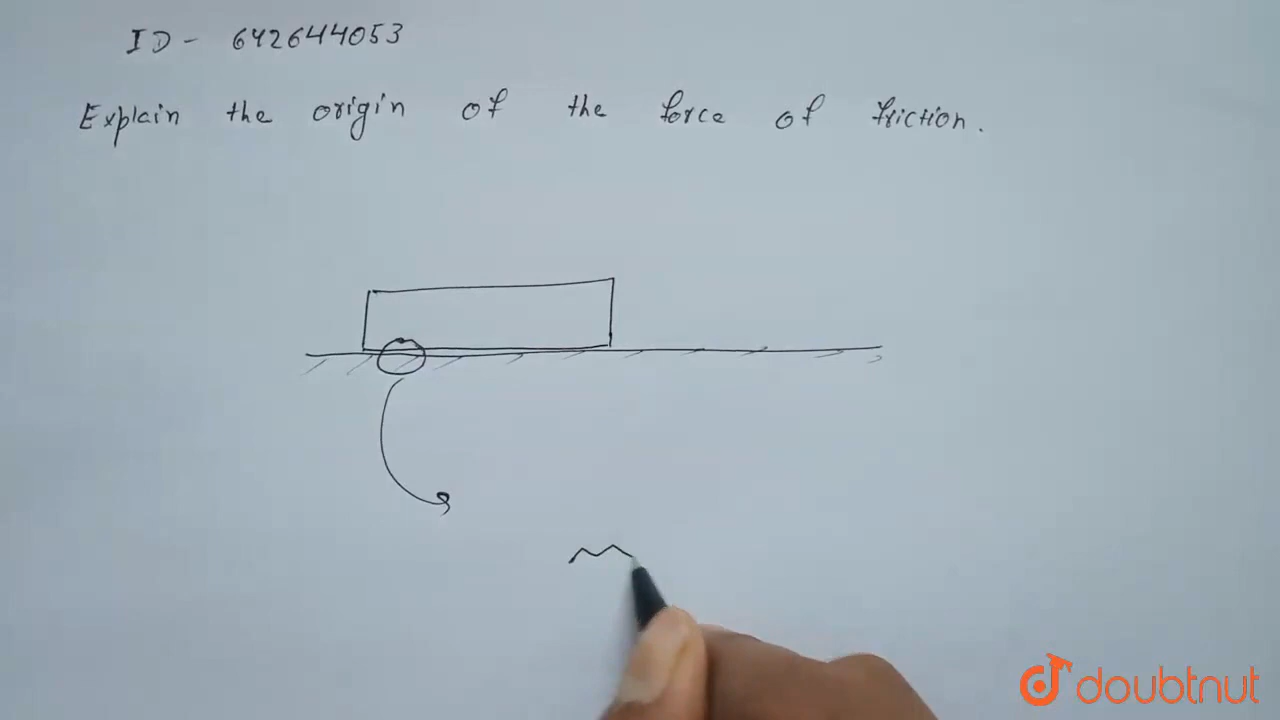 ID - 642644053
Explain the origin of the force of friction.
doubtnut